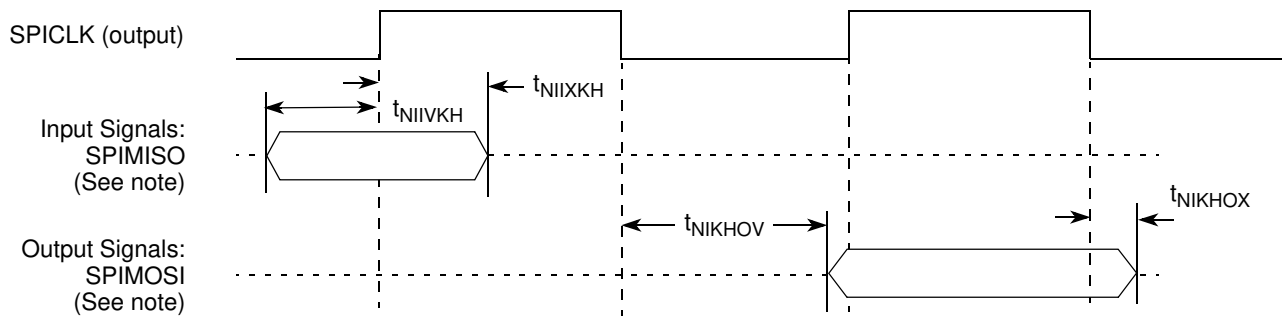 SPICLK (output)
tNIIXKH
tNIIVKH
Input Signals:
SPIMISO
(See note)
tNIKHOX
tNIKHOV
Output Signals:
SPIMOSI
(See note)